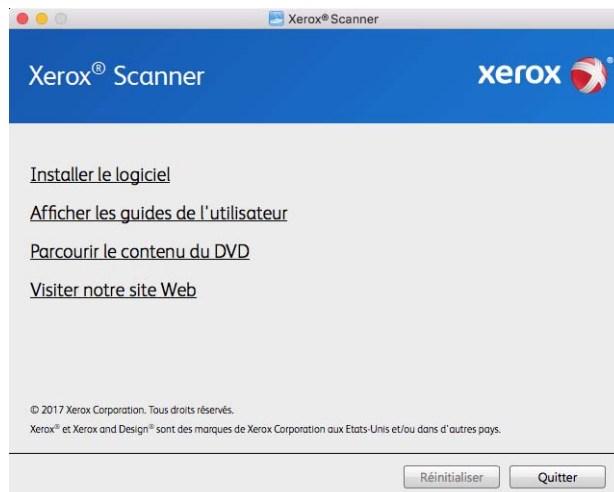 Xerox® Scanner
Xerox® Scanner
xerox®
Installer le logiciel
Afficher les guides de l'utilisateur
Parcourir le contenu du DVD
Visiter notre site Web
© 2017 Xerox Corporation. Tous droits réservés.
Xerox® et Xerox and Design® sont des marques de Xerox Corporation aux Etats-Unis et/ou dans d'autres pays.
Réinitialiser Quitter